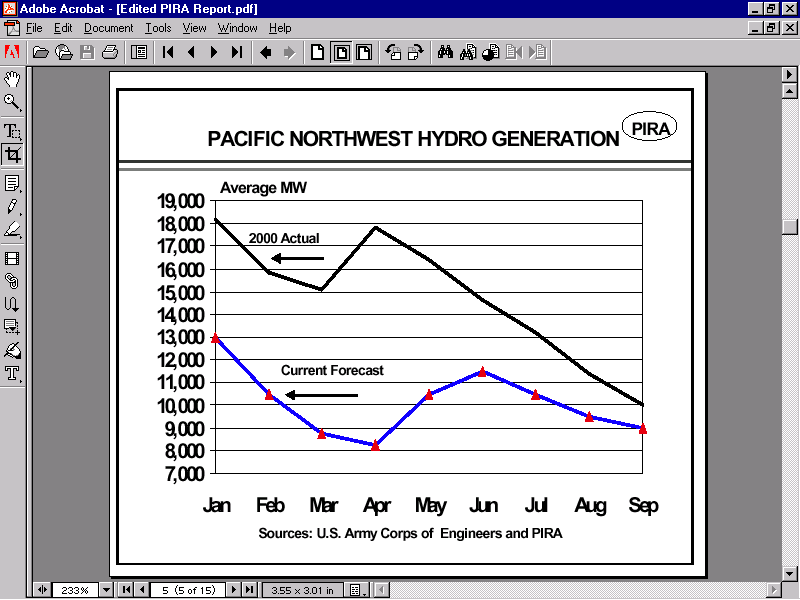 Adobe Acrobat - [Edited PIRA Report.pdf]
File Edit Document Tools View Window Help
PACIFIC NORTHWEST HYDRO GENERATION
PIRA
Average MW
19,000
18,000
2000 Actual
17,000
16,000
15,000
14,000
13,000
12,000
Current Forecast
11,000
10,000
9,000
8,000
7,000
Jan Feb Mar Apr May Jun Jul Aug Sep
Sources: U.S. Army Corps of Engineers and PIRA
233% 5 (5 of 15) 3.55 x 3.01 in